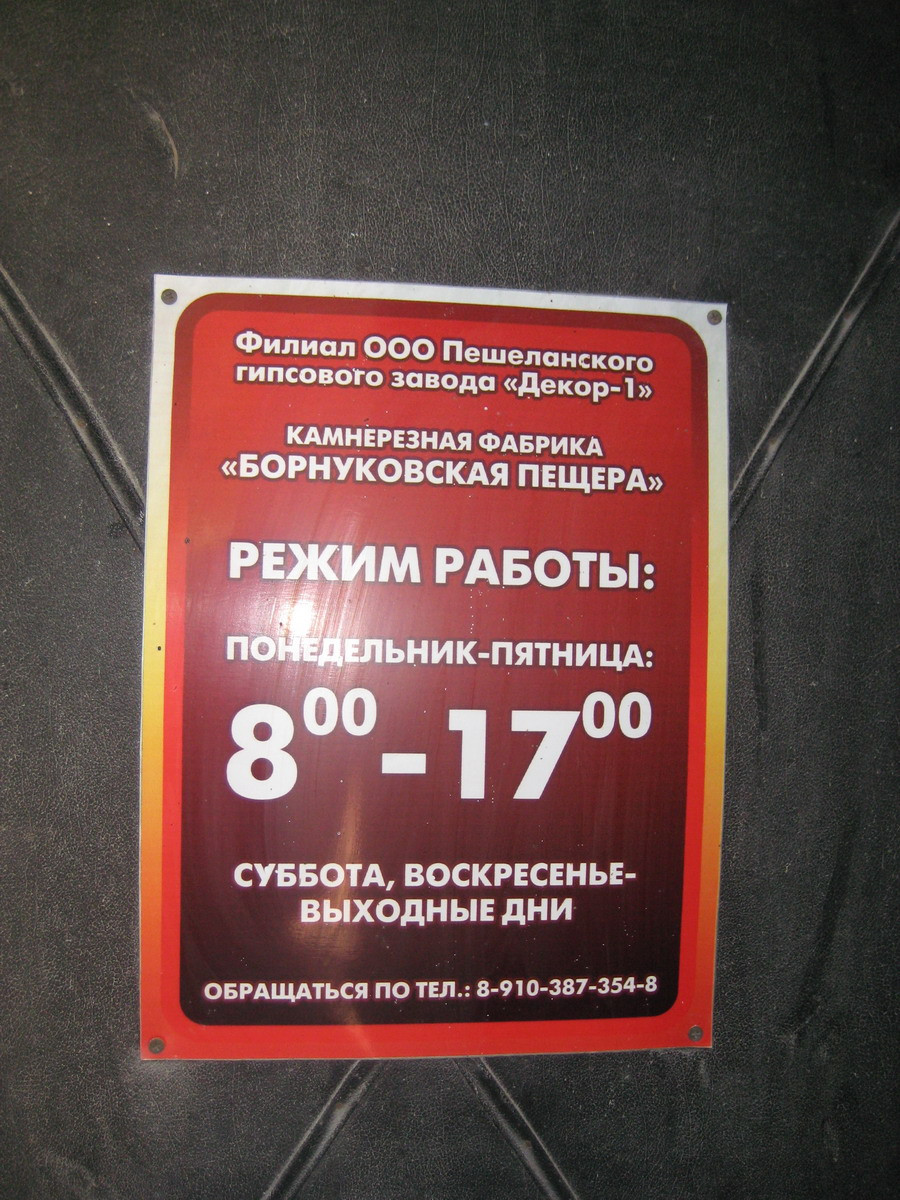 Филиал ООО Пешеланского
гипсового завода «Декор-1»
КАМНЕРЕЗНАЯ ФАБРИКА
«БОРНУКОВСКАЯ ПЕЩЕРА»
РЕЖИМ РАБОТЫ:
ПОНЕДЕЛЬНИК-ПЯТНИЦА:
8⁰⁰-17⁰⁰
СУББОТА, ВОСКРЕСЕНЬЕ-
ВЫХОДНЫЕ ДНИ
ОБРАЩАТЬСЯ ПО ТЕЛ.: 8-910-387-354-8